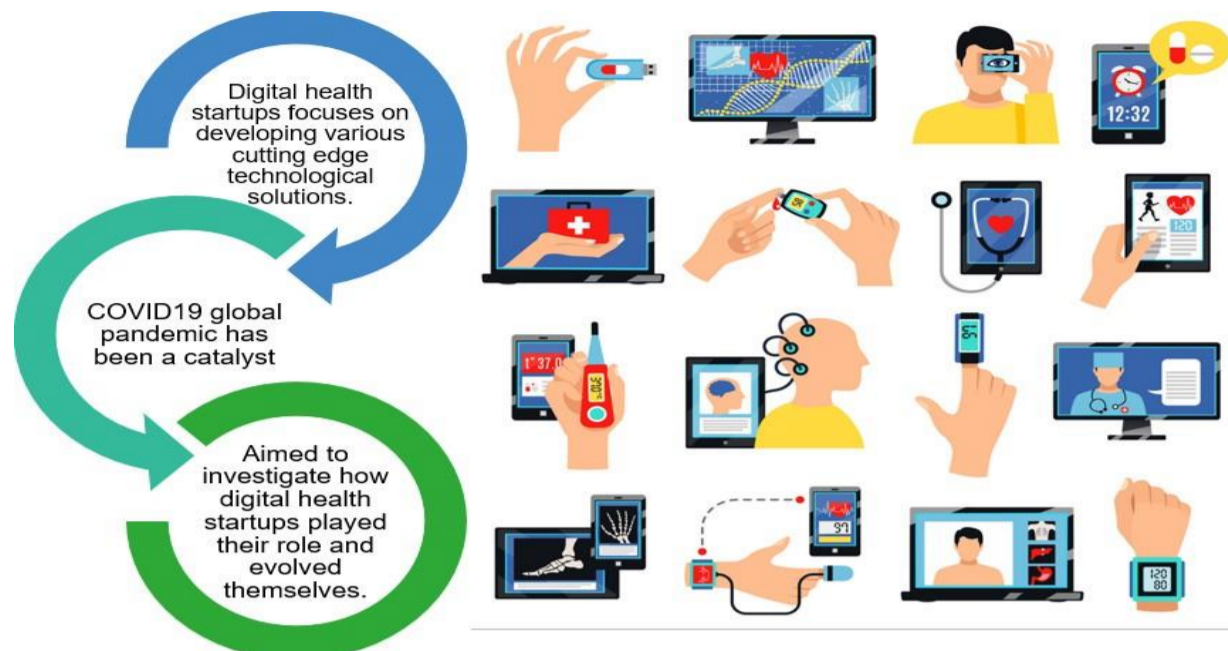 Digital health
startups focuses on
developing various
cutting edge
technological
solutions.
COVID19 global
pandemic has
been a catalyst
Aimed to
investigate how
digital health
startups played
their role and
evolved
themselves.
12:32
120
t° 37.0
97
120
80